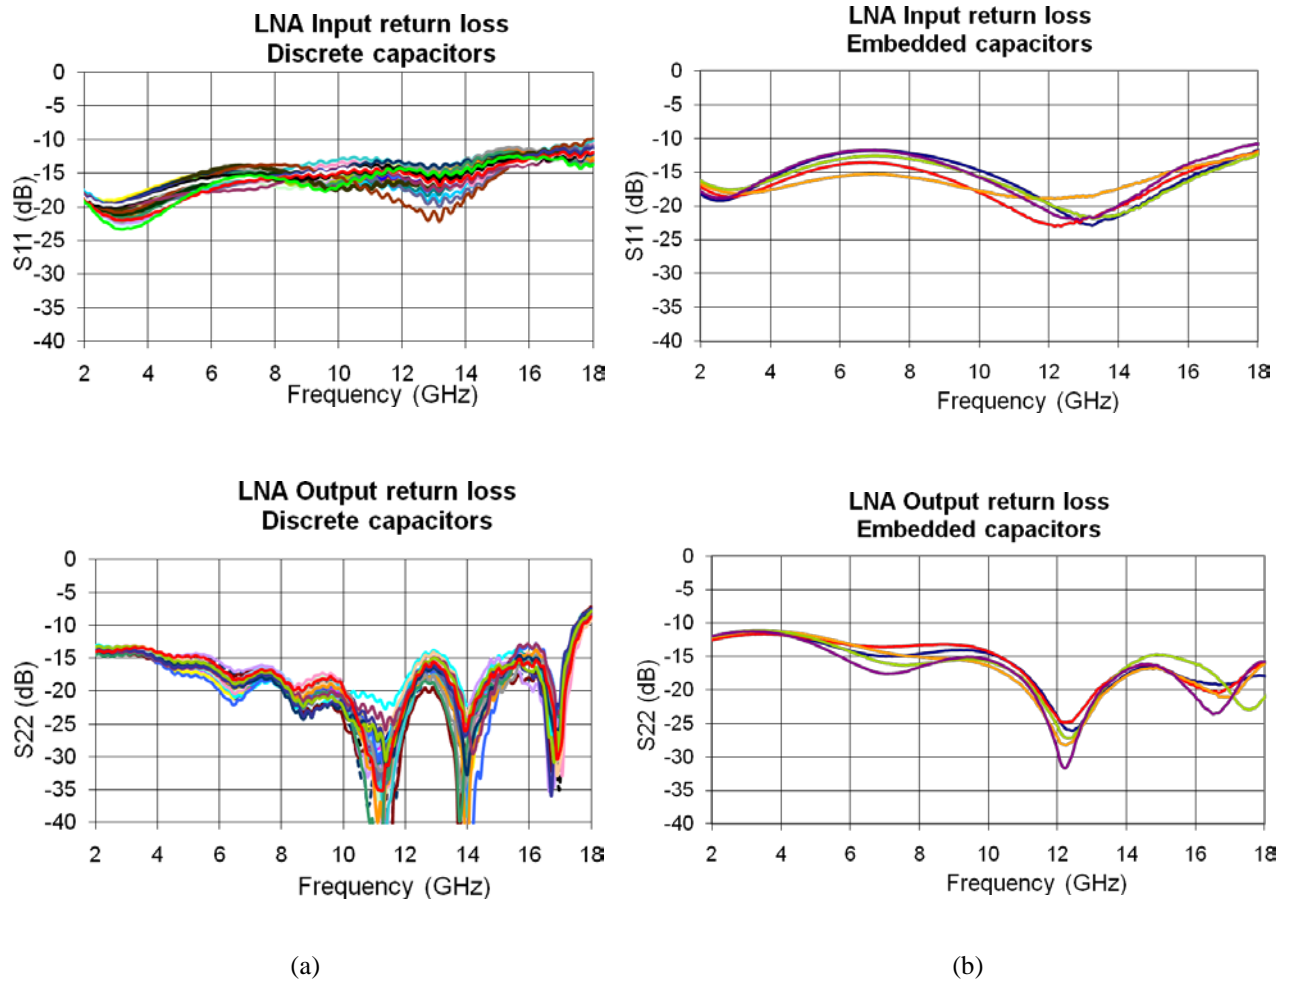 LNA Input return loss
Discrete capacitors
0
-5
-10
-15
-20
-25
-30
-35
-40
S11 (dB)
2 4 6 8 10 12 14 16 18
Frequency (GHz)
LNA Input return loss
Embedded capacitors
0
-5
-10
-15
-20
-25
-30
-35
-40
S11 (dB)
2 4 6 8 10 12 14 16 18
Frequency (GHz)
LNA Output return loss
Discrete capacitors
0
-5
-10
-15
-20
-25
-30
-35
-40
S22 (dB)
2 4 6 8 10 12 14 16 18
Frequency (GHz)
LNA Output return loss
Embedded capacitors
0
-5
-10
-15
-20
-25
-30
-35
-40
S22 (dB)
2 4 6 8 10 12 14 16 18
Frequency (GHz)
(a)
(b)